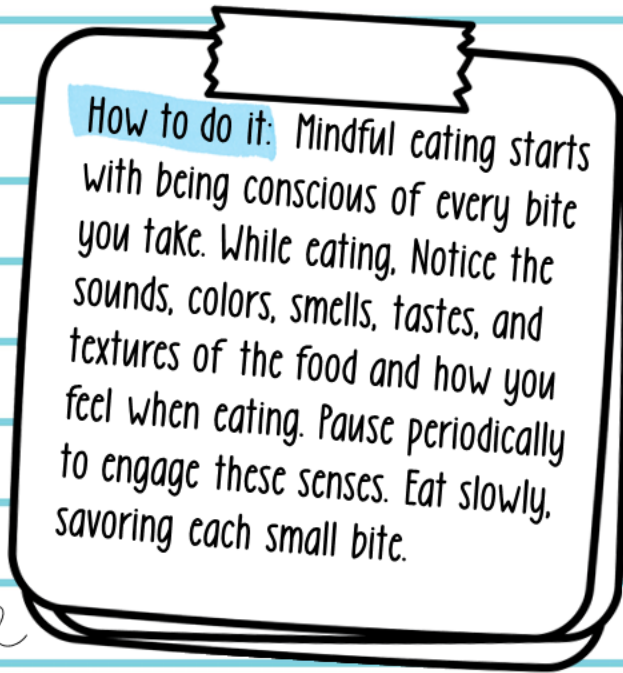 How to do it: Mindful eating starts
with being conscious of every bite
you take. While eating, Notice the
sounds, colors, smells, tastes, and
textures of the food and how you
feel when eating. Pause periodically
to engage these senses. Eat slowly,
savoring each small bite.